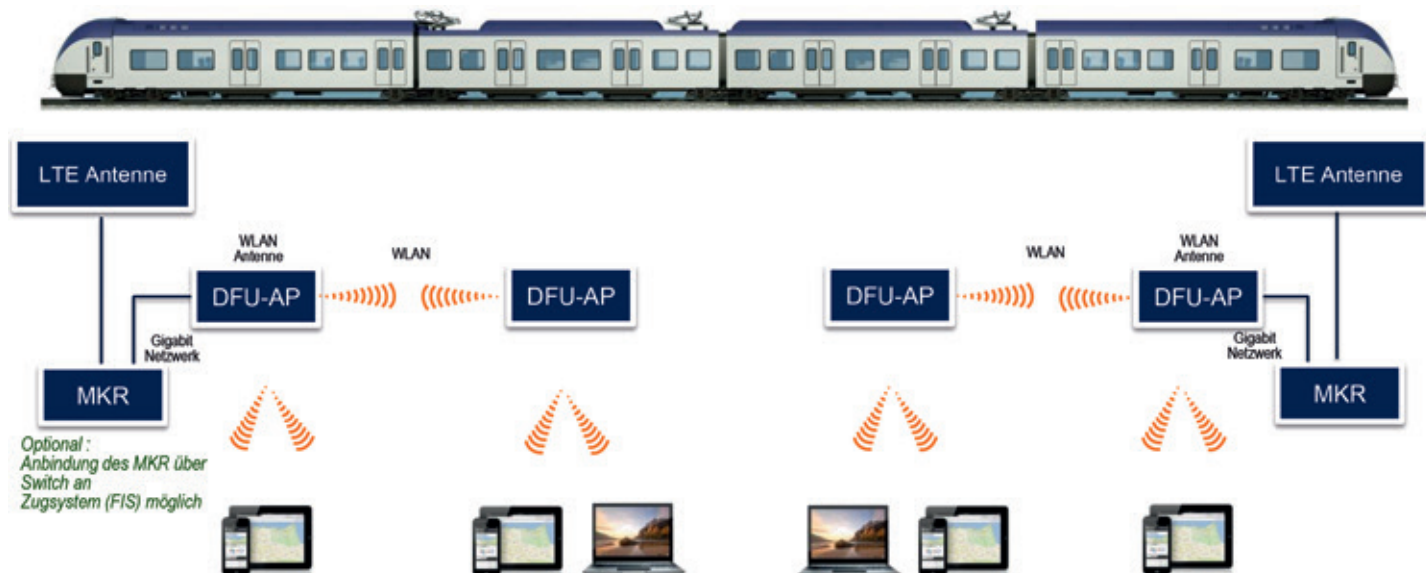 LTE Antenne
LTE Antenne
WLAN
Antenne
WLAN
WLAN
WLAN
Antenne
DFU-AP
DFU-AP
DFU-AP
DFU-AP
Gigabit
Netzwerk
Gigabit
Netzwerk
MKR
MKR
Optional :
Anbindung des MKR über
Switch an
Zugsystem (FIS) möglich